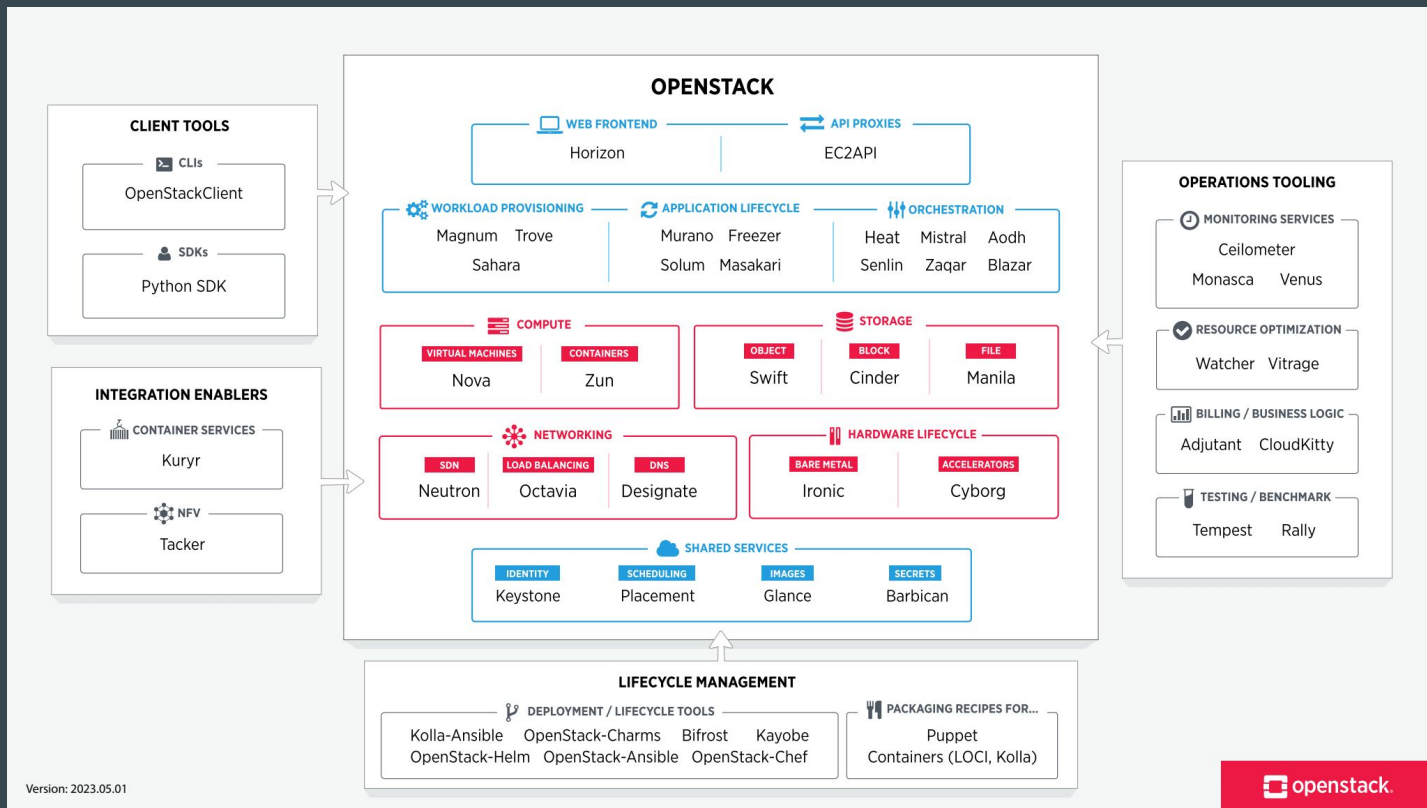 OPENSTACK
WEB FRONTEND
API PROXIES
Horizon
EC2API
WORKLOAD PROVISIONING
APPLICATION LIFECYCLE
ORCHESTRATION
Magnum Trove
Sahara
Murano Freezer
Solum Masakari
Heat Mistral Aodh
Senlin Zaqar Blazar
COMPUTE
VIRTUAL MACHINES
CONTAINERS
Nova
Zun
STORAGE
OBJECT
BLOCK
FILE
Swift
Cinder
Manila
NETWORKING
SDN
LOAD BALANCING
DNS
Neutron
Octavia
Designate
HARDWARE LIFECYCLE
BARE METAL
ACCELERATORS
Ironic
Cyborg
SHARED SERVICES
IDENTITY
SCHEDULING
IMAGES
SECRETS
Keystone
Placement
Glance
Barbican
CLIENT TOOLS
CLIs
OpenStackClient
SDKs
Python SDK
INTEGRATION ENABLERS
CONTAINER SERVICES
Kuryr
NFV
Tacker
OPERATIONS TOOLING
MONITORING SERVICES
Ceilometer
Monasca Venus
RESOURCE OPTIMIZATION
Watcher Vitrage
BILLING / BUSINESS LOGIC
Adjutant CloudKitty
TESTING / BENCHMARK
Tempest Rally
LIFECYCLE MANAGEMENT
DEPLOYMENT / LIFECYCLE TOOLS
Kolla-Ansible OpenStack-Charms Bifrost Kayobe
OpenStack-Helm OpenStack-Ansible OpenStack-Chef
PACKAGING RECIPES FOR...
Puppet
Containers (LOCI, Kolla)
Version: 2023.05.01
openstack.